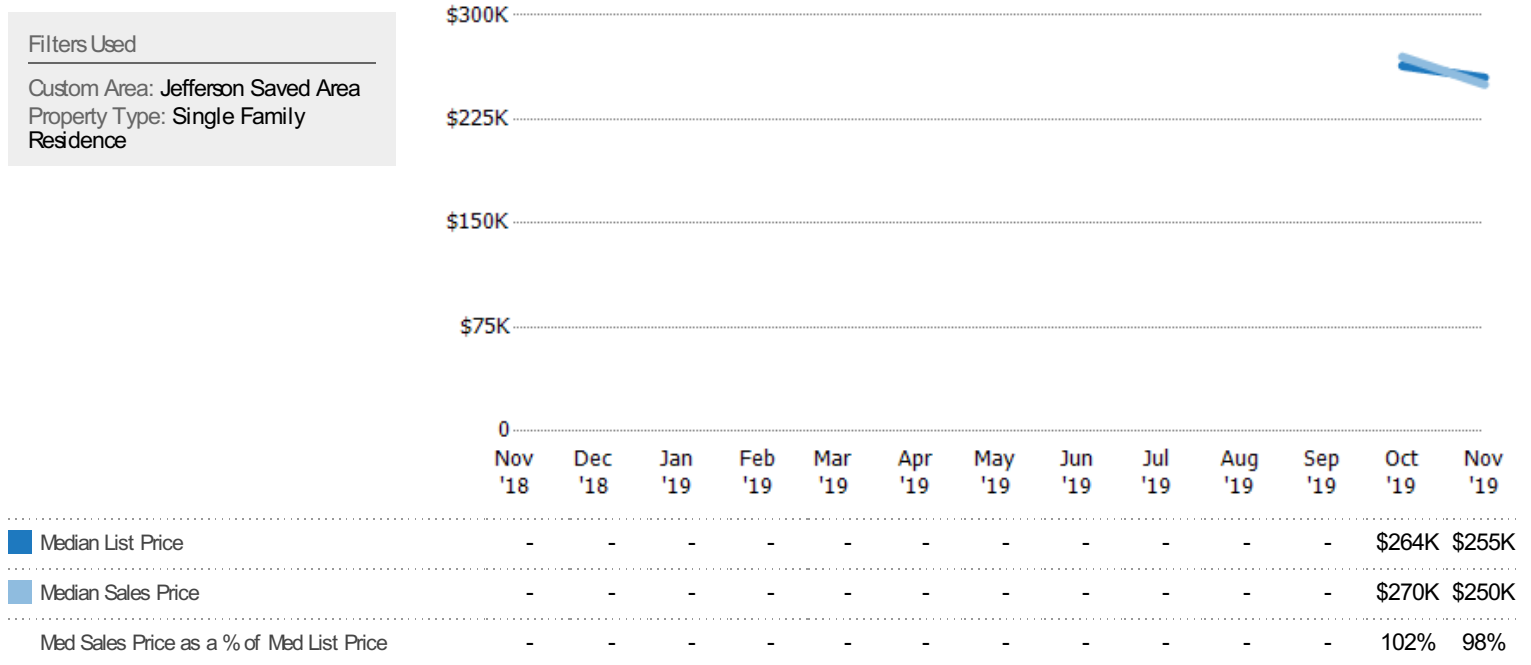 Filters Used
Custom Area: Jefferson Saved Area
Property Type: Single Family
Residence
$300K
$225K
$150K
$75K
0
Nov Dec Jan Feb Mar Apr May Jun Jul Aug Sep Oct Nov
'18 '18 '19 '19 '19 '19 '19 '19 '19 '19 '19 '19 '19
Median List Price - - - - - - - - - - - $264K $255K
Median Sales Price - - - - - - - - - - - $270K $250K
Med Sales Price as a % of Med List Price - - - - - - - - - - - 102% 98%